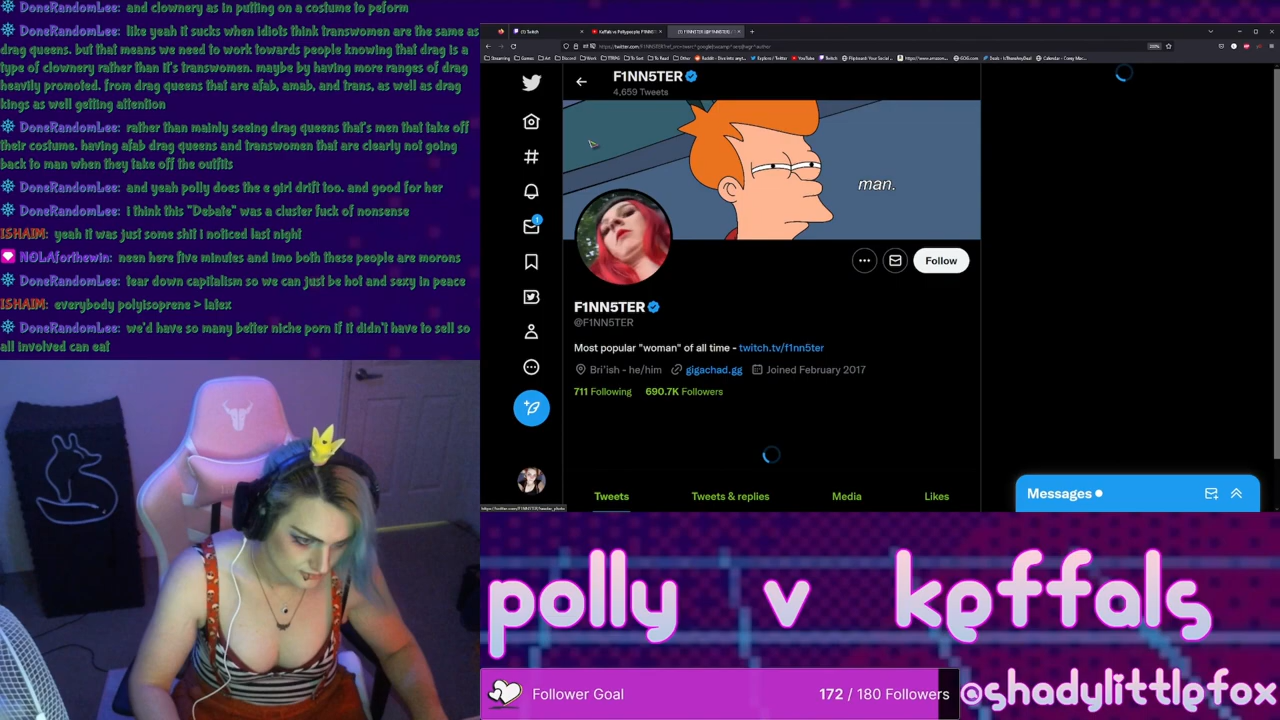 DoneRandomLee: and clownery as in putting on a costume to peform
DoneRandomLee: like yeah it sucks when idiots think transwomen are the same as
drag queens. but that means we need to work towards people knowing that drag is a
type of clownery rather than it's transwomen. maybe by having more ranges of drag
heavily promoted. from drag queens that are afab, amab, and trans, as well as drag
kings as well getting attention
DoneRandomLee: rather than mainly seeing drag queens that's men that take off
their costume. having afab drag queens and transwomen that are clearly not going
back to man when they take off the outfits
DoneRandomLee: and yeah polly does the e girl drift too. and good for her
DoneRandomLee: i think this "Debate" was a cluster fuck of nonsense
ISHAIM: yeah it was just some shit i noticed last night
N0LAforthewin: neen here five minutes and imo both these people are morons
DoneRandomLee: tear down capitalism so we can just be hot and sexy in peace
ISHAIM: everybody polyisoprene > latex
DoneRandomLee: we'd have so many better niche porn if it didn't have to sell so
all involved can eat
(1) Twitch
F1NN5TER
4,659 Tweets
man.
Follow
F1NN5TER
@F1NN5TER
Most popular "woman" of all time - twitch.tv/f1nn5ter
Bri'ish - he/him gigachad.gg Joined February 2017
711 Following 690.7K Followers
Tweets Tweets & replies Media Likes
1
Messages
polly v keffals
Follower Goal 172 / 180 Followers
@shadylittlefox